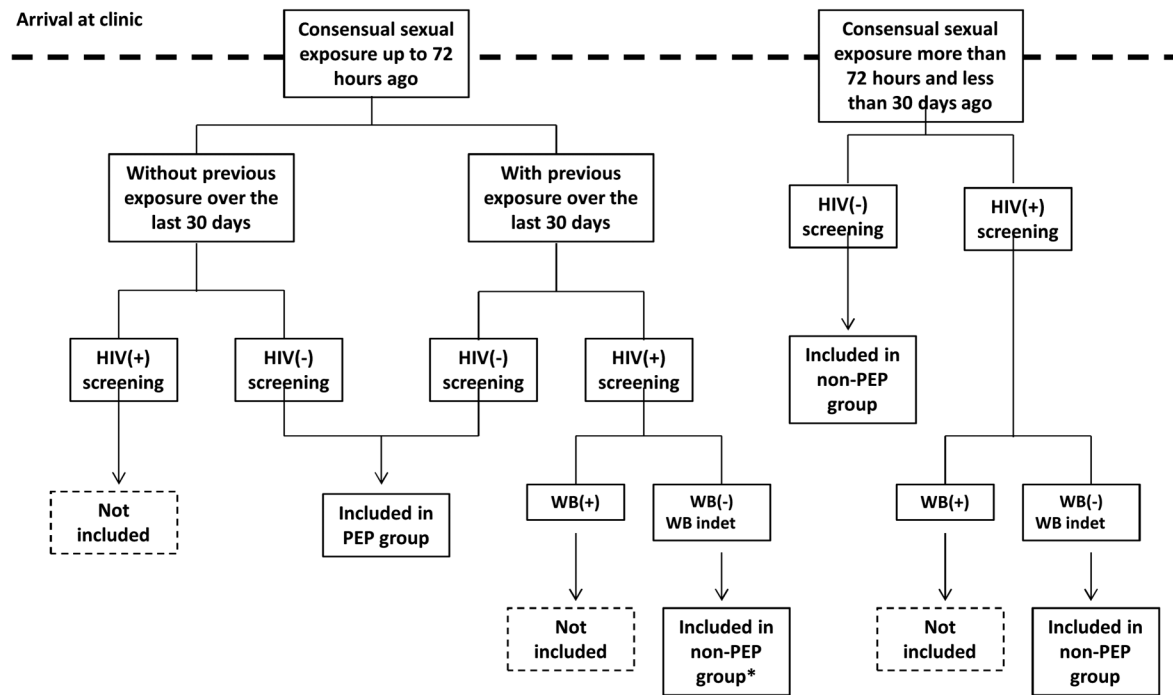 Arrival at clinic
Consensual sexual
exposure up to 72
hours ago
Consensual sexual
exposure more than
72 hours and less
than 30 days ago
Without previous
exposure over the
last 30 days
With previous
exposure over the
last 30 days
HIV(-)
screening
HIV(+)
screening
HIV(+)
screening
HIV(-)
screening
HIV(-)
screening
HIV(+)
screening
Included in
non-PEP
group
Not
included
Included in
PEP group
WB(+)
WB(-)
WB indet
WB(+)
WB(-)
WB indet
Not
included
Included in
non-PEP
group*
Not
included
Included in
non-PEP
group